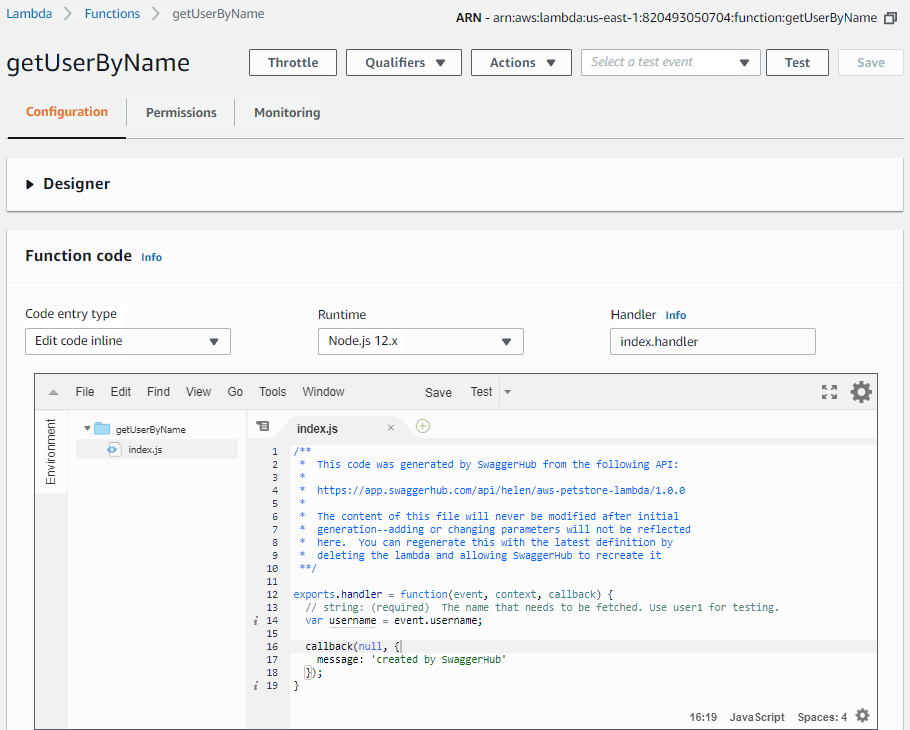 Lambda Functions getUserByName
ARN - arn:aws:lambda:us-east-1:820493050704:function:getUserByName
getUserByName
Throttle Qualifiers Actions Select a test event Test Save
Configuration Permissions Monitoring
Designer
Function code Info
Code entry type Runtime Handler Info
Edit code inline Node.js 12.x index.handler
File Edit Find View Go Tools Window Save Test
Environment
getUserByName
index.js
index.js
1 /**
2 * This code was generated by SwaggerHub from the following API:
3 *
4 * https://app.swaggerhub.com/api/helen/aws-petstore-lambda/1.0.0
5 *
6 * The content of this file will never be modified after initial
7 * generation--adding or changing parameters will not be reflected
8 * here. You can regenerate this with the latest definition by
9 * deleting the lambda and allowing SwaggerHub to recreate it
10 **/
11
12 exports.handler = function(event, context, callback) {
13 // string: (required) The name that needs to be fetched. Use user1 for testing.
i 14 var username = event.username;
15
16 callback(null, {
17 message: 'created by SwaggerHub'
18 });
i 19 }
16:19 JavaScript Spaces: 4